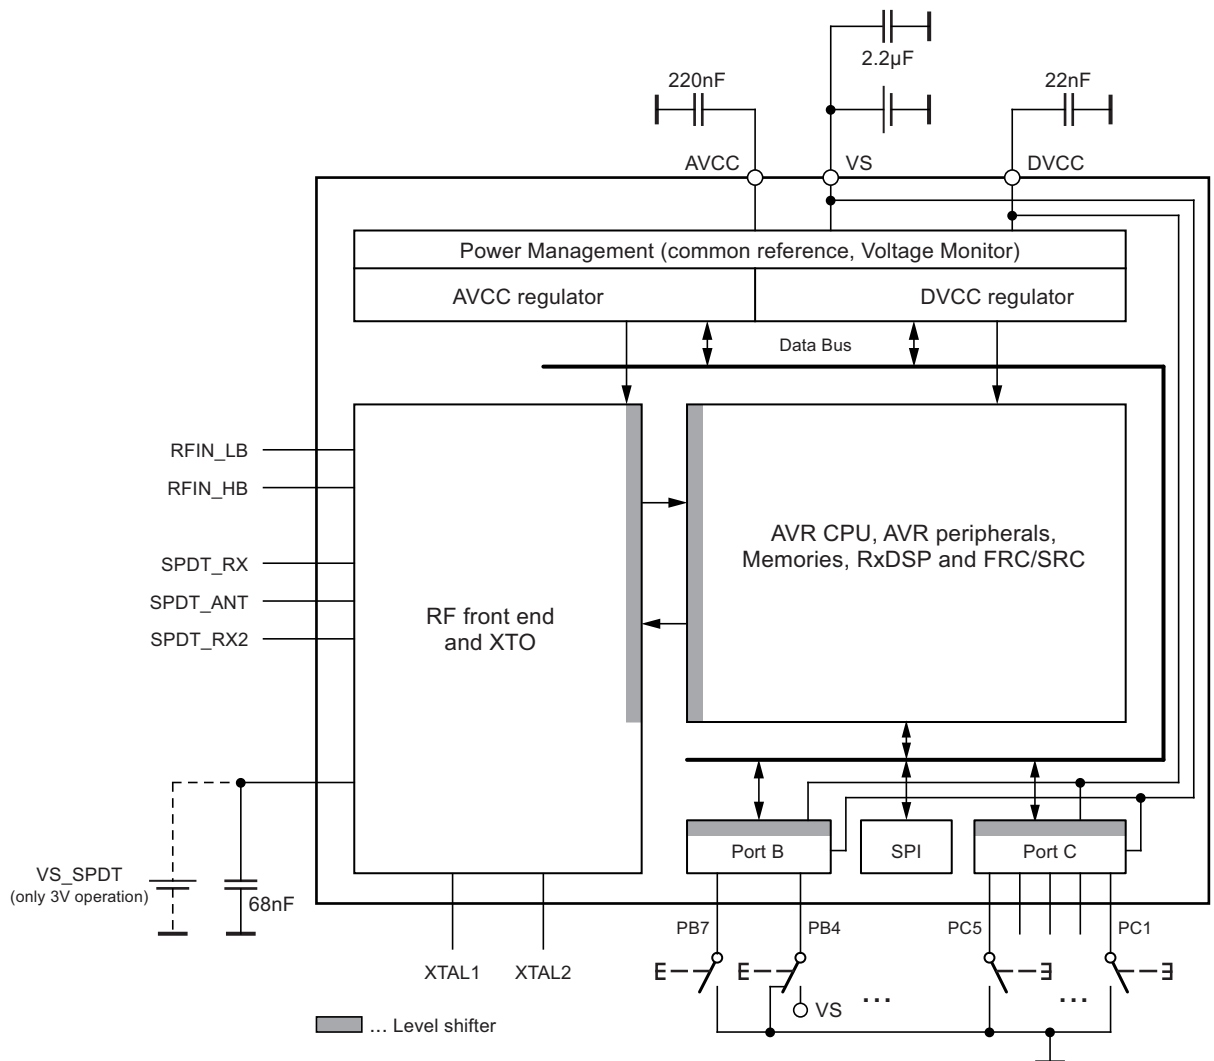 2.2µF
220nF
22nF
AVCC
VS
DVCC
Power Management (common reference, Voltage Monitor)
AVCC regulator
DVCC regulator
Data Bus
RFIN_LB
RFIN_HB
SPDT_RX
SPDT_ANT
SPDT_RX2
RF front end
and XTO
AVR CPU, AVR peripherals,
Memories, RxDSP and FRC/SRC
VS_SPDT
(only 3V operation)
68nF
Port B
SPI
Port C
PB7
PB4
PC5
PC1
XTAL1
XTAL2
VS
...
...
... Level shifter